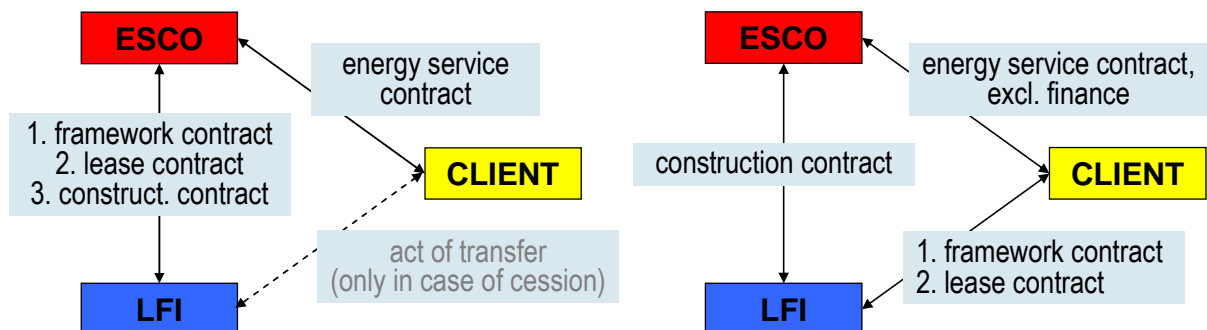 ESCO
energy service
contract
1. framework contract
2. lease contract
3. construct. contract
CLIENT
act of transfer
(only in case of cession)
LFI
ESCO
energy service contract,
excl. finance
construction contract
CLIENT
1. framework contract
2. lease contract
LFI